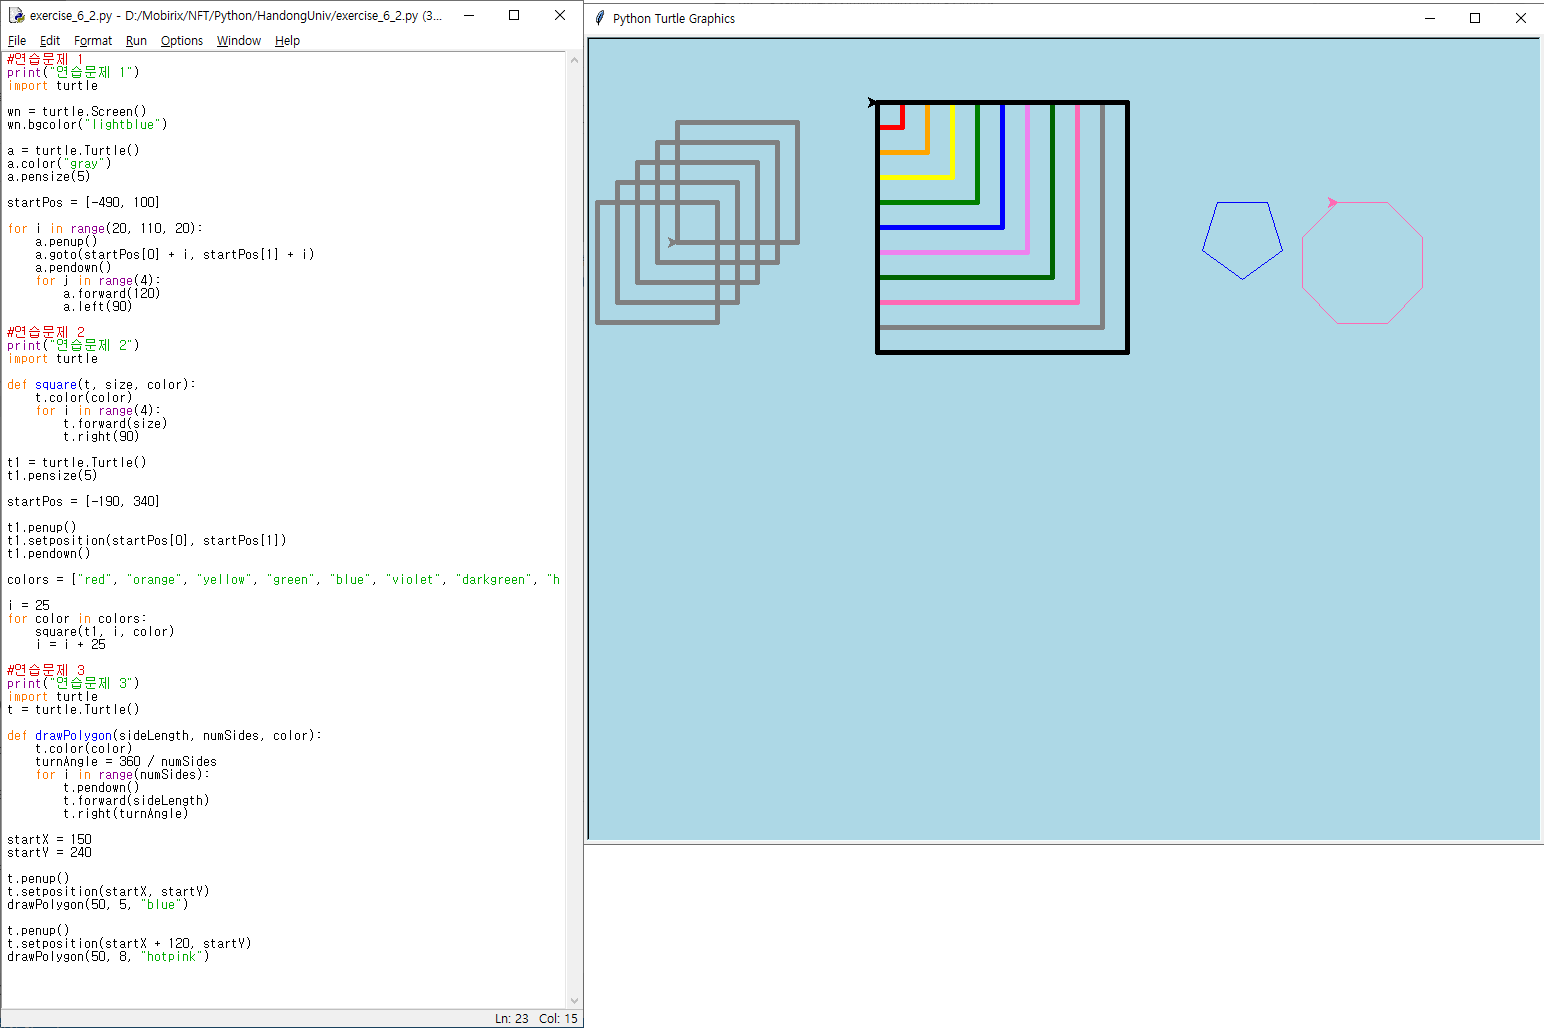 exercise_6_2.py - D:/Mobirix/NFT/Python/HandongUniv/exercise_6_2.py (3...
File Edit Format Run Options Window Help
#연습문제 1
print("연습문제 1")
import turtle
wn = turtle.Screen()
wn.bgcolor("lightblue")
a = turtle.Turtle()
a.color("gray")
a.pensize(5)
startPos = [-490, 100]
for i in range(20, 110, 20):
    a.penup()
    a.goto(startPos[0] + i, startPos[1] + i)
    a.pendown()
    for j in range(4):
        a.forward(120)
        a.left(90)
#연습문제 2
print("연습문제 2")
import turtle
def square(t, size, color):
    t.color(color)
    for i in range(4):
        t.forward(size)
        t.right(90)
t1 = turtle.Turtle()
t1.pensize(5)
startPos = [-190, 340]
t1.penup()
t1.setposition(startPos[0], startPos[1])
t1.pendown()
colors = ["red", "orange", "yellow", "green", "blue", "violet", "darkgreen", "h
i = 25
for color in colors:
    square(t1, i, color)
    i = i + 25
#연습문제 3
print("연습문제 3")
import turtle
t = turtle.Turtle()
def drawPolygon(sideLength, numSides, color):
    t.color(color)
    turnAngle = 360 / numSides
    for i in range(numSides):
        t.pendown()
        t.forward(sideLength)
        t.right(turnAngle)
startX = 150
startY = 240
t.penup()
t.setposition(startX, startY)
drawPolygon(50, 5, "blue")
t.penup()
t.setposition(startX + 120, startY)
drawPolygon(50, 8, "hotpink")
Ln: 23 Col: 15
Python Turtle Graphics